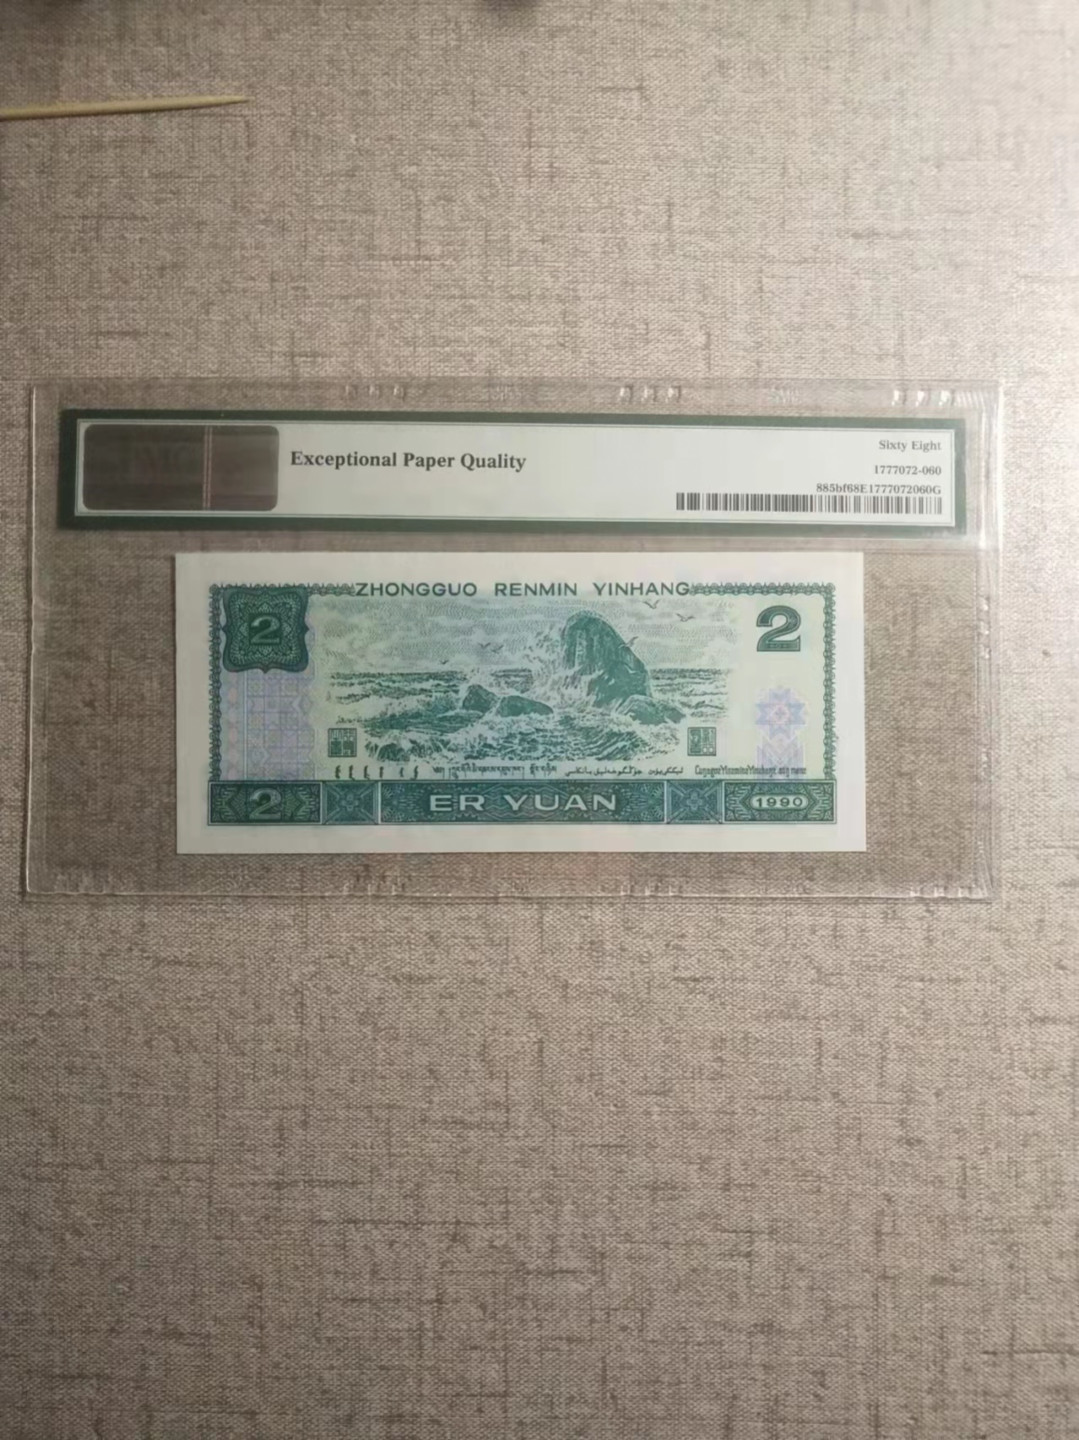 Exceptional Paper Quality
Sixty Eight
1777072-060
885bf68E1777072060G
ZHONGGUO RENMIN YINHANG
2
2
2
ER YUAN
1990